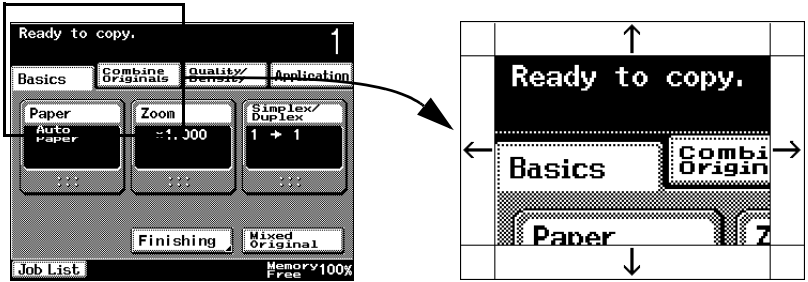 Ready to copy.
1
Basics
Combine
Originals
Quality/
Density
Application
Paper
Zoom
Simplex/
Duplex
Auto
Paper
×1.000
1 → 1
Finishing
Mixed
Original
Job List
Memory
Free
100%
Ready to copy.
Basics
Combi
Origin
Paper
Z